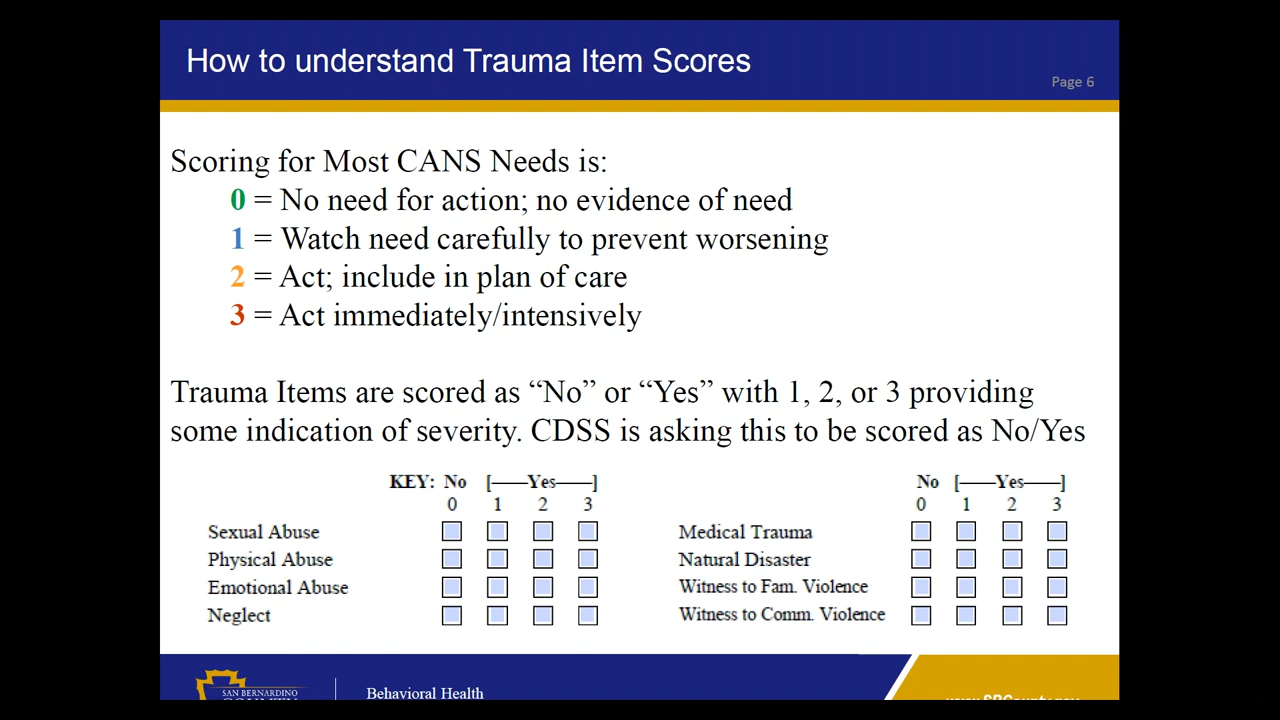 How to understand Trauma Item Scores
Page 6
Scoring for Most CANS Needs is:
0 = No need for action; no evidence of need
1 = Watch need carefully to prevent worsening
2 = Act; include in plan of care
3 = Act immediately/intensively
Trauma Items are scored as “No” or “Yes” with 1, 2, or 3 providing
some indication of severity. CDSS is asking this to be scored as No/Yes
KEY: No [——Yes——]
0 1 2 3
Sexual Abuse
Physical Abuse
Emotional Abuse
Neglect
No [——Yes——]
0 1 2 3
Medical Trauma
Natural Disaster
Witness to Fam. Violence
Witness to Comm. Violence
SAN BERNARDINO
COUNTY
Behavioral Health
www.SBCounty.gov